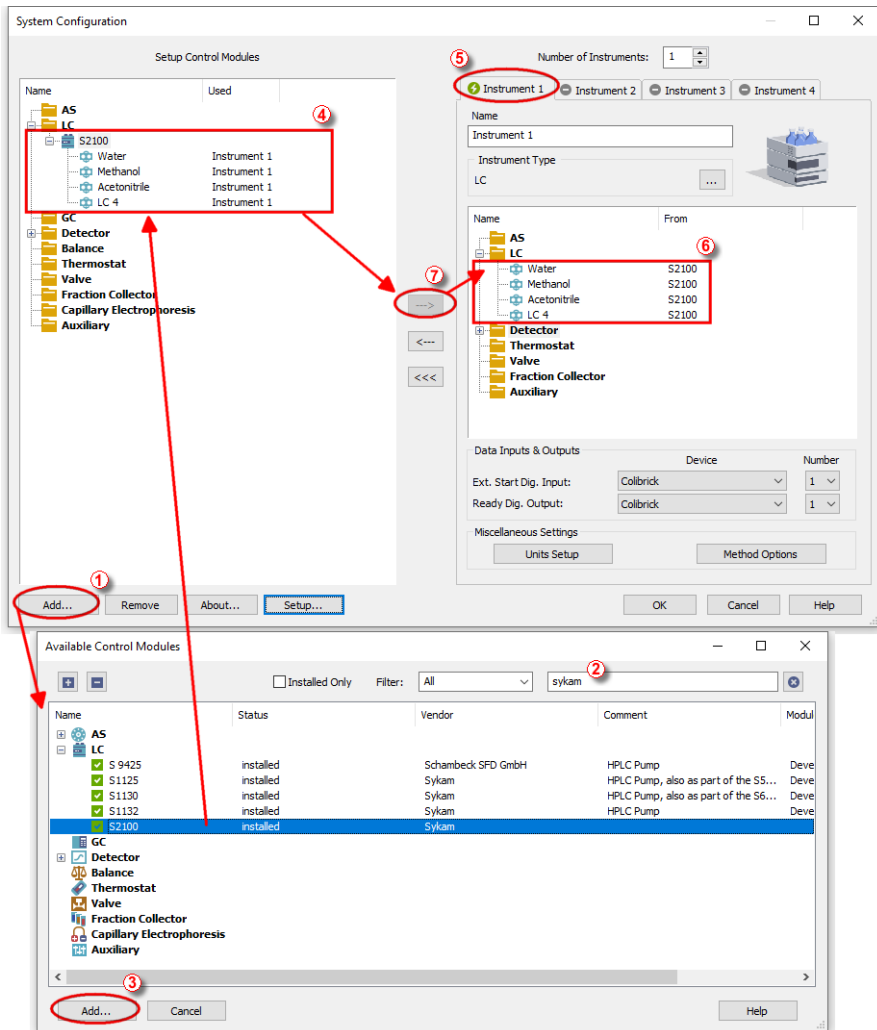 System Configuration
Setup Control Modules
Number of Instruments: 1
⑤
Name Used
Instrument 1 Instrument 2 Instrument 3 Instrument 4
AS
④
LC
S2100
Water Instrument 1
Methanol Instrument 1
Acetonitrile Instrument 1
LC 4 Instrument 1
GC
Detector
Balance
Thermostat
Valve
Fraction Collector
Capillary Electrophoresis
Auxiliary
⑦
--->
<---
<<<
Name
Instrument 1
Instrument Type
LC ...
Name From
AS
⑥
LC
Water S2100
Methanol S2100
Acetonitrile S2100
LC 4 S2100
Detector
Thermostat
Valve
Fraction Collector
Auxiliary
Data Inputs & Outputs
Device Number
Ext. Start Dig. Input: Colibrick 1
Ready Dig. Output: Colibrick 1
Miscellaneous Settings
Units Setup Method Options
①
Add... Remove About... Setup... OK Cancel Help
Available Control Modules
②
Installed Only Filter: All sykam
Name Status Vendor Comment Modul
AS
LC
S 9425 installed Schambeck SFD GmbH HPLC Pump Deve
S1125 installed Sykam HPLC Pump, also as part of the S5... Deve
S1130 installed Sykam HPLC Pump, also as part of the S6... Deve
S1132 installed Sykam HPLC Pump Deve
S2100 installed Sykam Deve
GC
Detector
Balance
Thermostat
Valve
Fraction Collector
Capillary Electrophoresis
Auxiliary
③
Add... Cancel Help